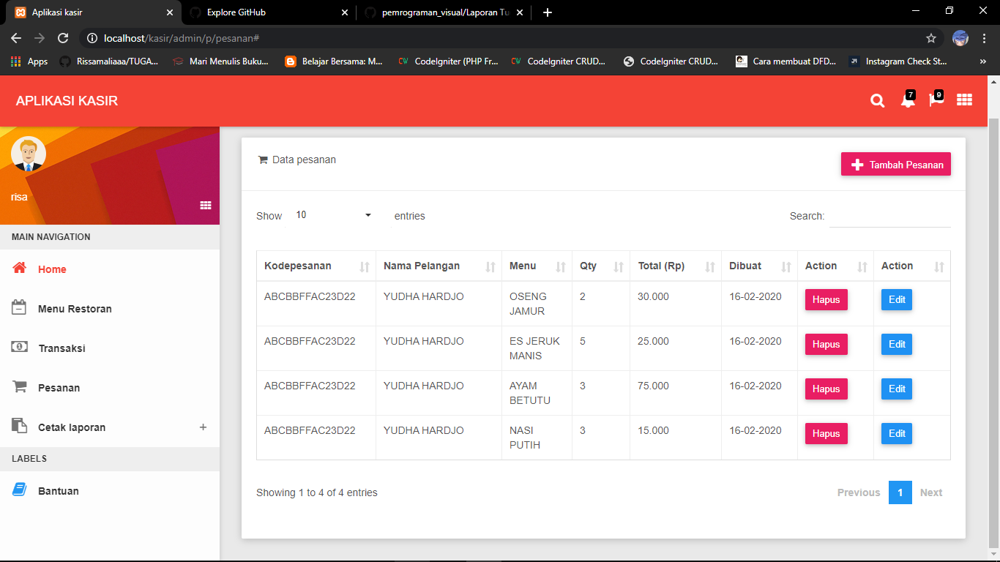 Aplikasi kasir
Explore GitHub
pemrograman_visual/Laporan Tu
localhost/kasir/admin/p/pesanan#
Apps
Rissamaliaaa/TUGA...
Mari Menulis Buku...
Belajar Bersama: M...
CodeIgniter (PHP Fr...
CodeIgniter CRUD...
CodeIgniter CRUD...
Cara membuat DFD...
Instagram Check St...
»
APLIKASI KASIR
7
9
risa
MAIN NAVIGATION
Home
Menu Restoran
Transaksi
Pesanan
Cetak laporan +
LABELS
Bantuan
Data pesanan
Tambah Pesanan
Show 10 entries
Search:
Kodepesanan Nama Pelangan Menu Qty Total (Rp) Dibuat Action Action
ABCBBFFAC23D22 YUDHA HARDJO OSENG 2 30.000 16-02-2020 Hapus Edit
JAMUR
ABCBBFFAC23D22 YUDHA HARDJO ES JERUK 5 25.000 16-02-2020 Hapus Edit
MANIS
ABCBBFFAC23D22 YUDHA HARDJO AYAM 3 75.000 16-02-2020 Hapus Edit
BETUTU
ABCBBFFAC23D22 YUDHA HARDJO NASI 3 15.000 16-02-2020 Hapus Edit
PUTIH
Showing 1 to 4 of 4 entries
Previous 1 Next